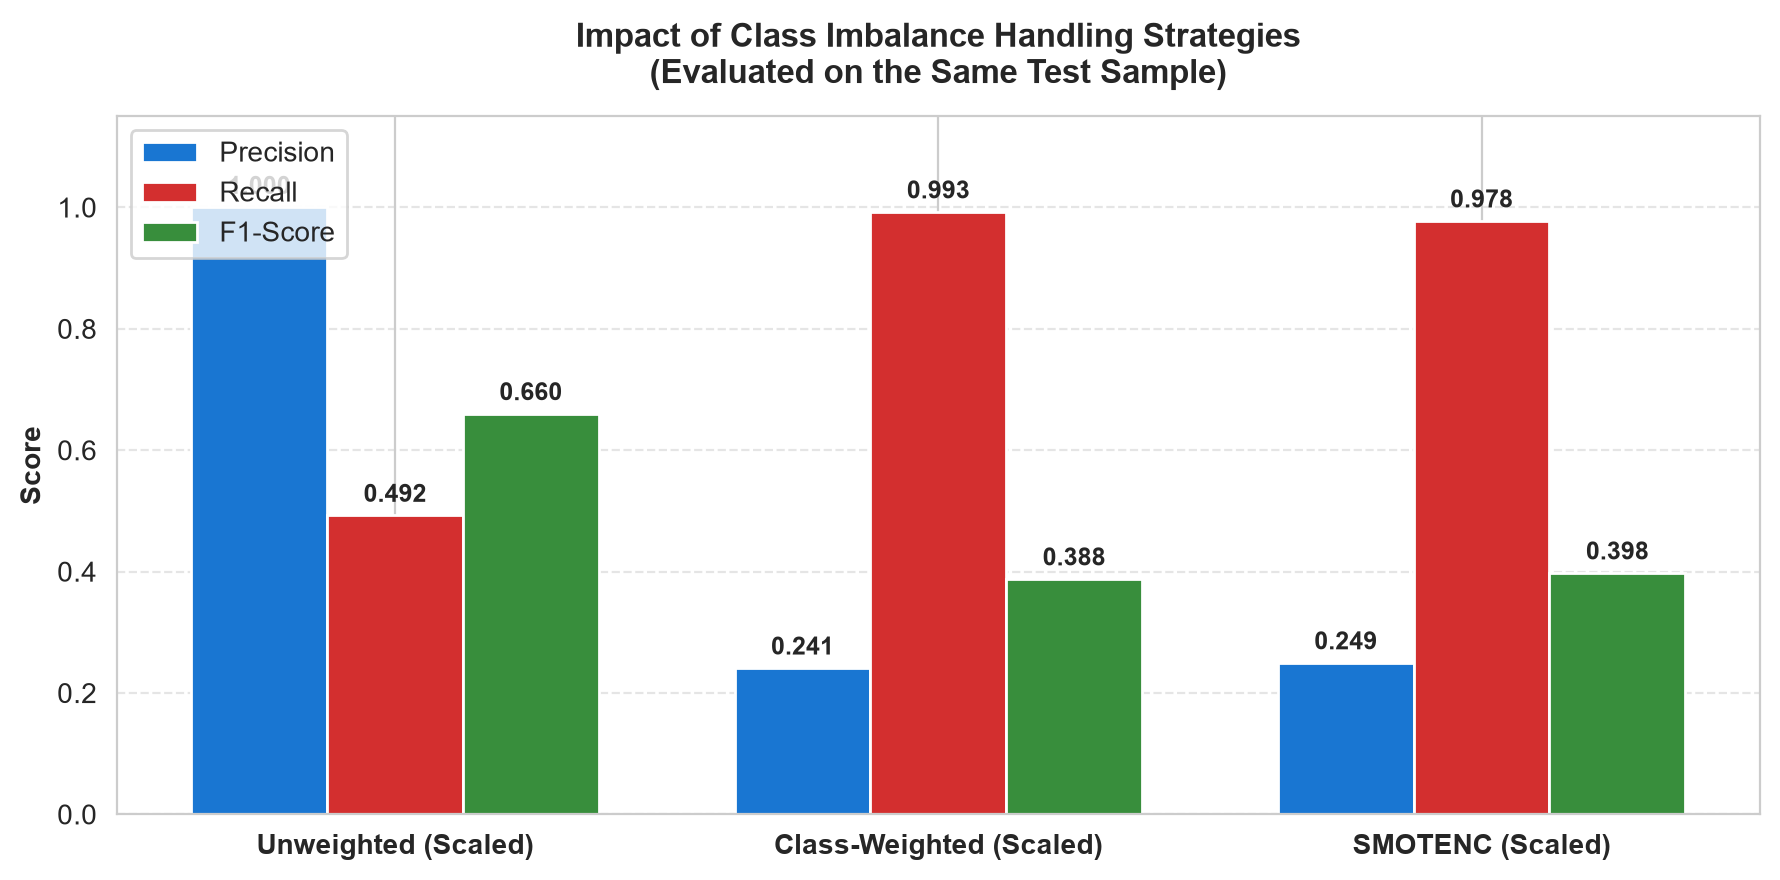 Impact of Class Imbalance Handling Strategies
(Evaluated on the Same Test Sample)
Precision
Recall
F1-Score
1.000
0.492
0.660
0.241
0.993
0.388
0.249
0.978
0.398
1.0
0.8
0.6
0.4
0.2
0.0
Score
Unweighted (Scaled)
Class-Weighted (Scaled)
SMOTENC (Scaled)